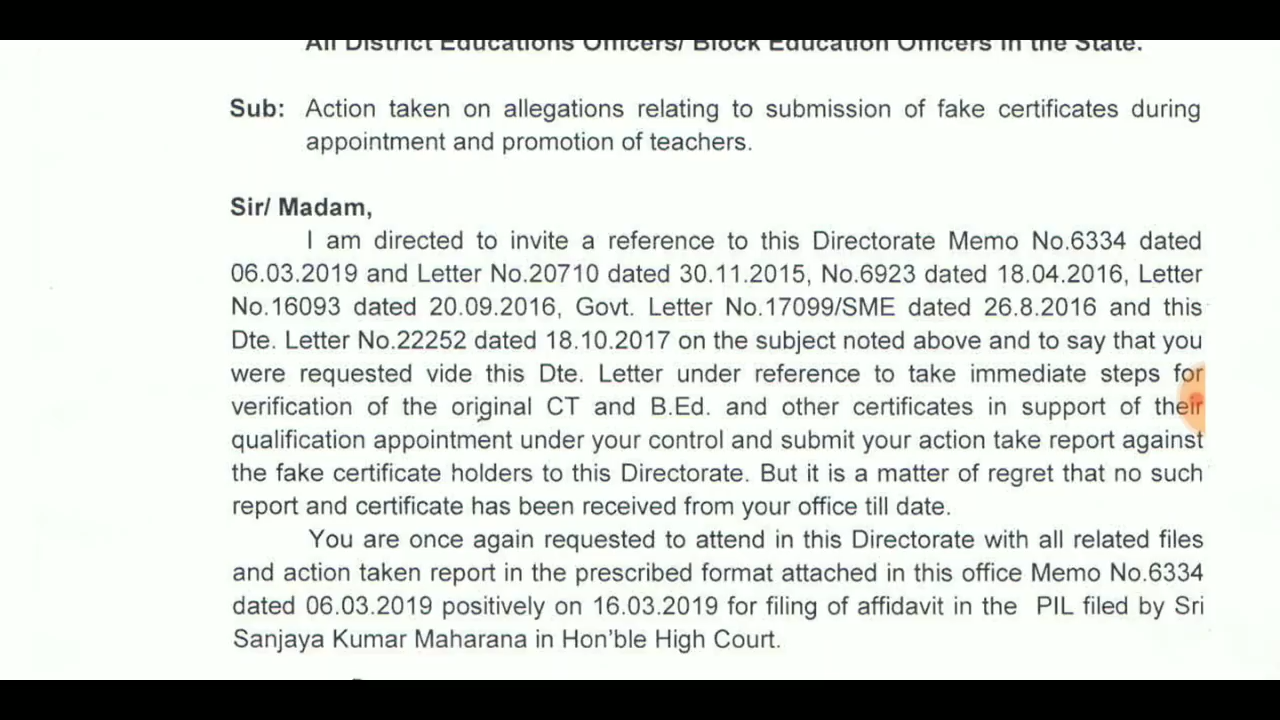 All District Educations Officers/ Block Education Officers in the State.
Sub: Action taken on allegations relating to submission of fake certificates during
appointment and promotion of teachers.
Sir/ Madam,
I am directed to invite a reference to this Directorate Memo No.6334 dated
06.03.2019 and Letter No.20710 dated 30.11.2015, No.6923 dated 18.04.2016, Letter
No.16093 dated 20.09.2016, Govt. Letter No.17099/SME dated 26.8.2016 and this
Dte. Letter No.22252 dated 18.10.2017 on the subject noted above and to say that you
were requested vide this Dte. Letter under reference to take immediate steps for
verification of the original CT and B.Ed. and other certificates in support of their
qualification appointment under your control and submit your action take report against
the fake certificate holders to this Directorate. But it is a matter of regret that no such
report and certificate has been received from your office till date.
You are once again requested to attend in this Directorate with all related files
and action taken report in the prescribed format attached in this office Memo No.6334
dated 06.03.2019 positively on 16.03.2019 for filing of affidavit in the PIL filed by Sri
Sanjaya Kumar Maharana in Hon'ble High Court.